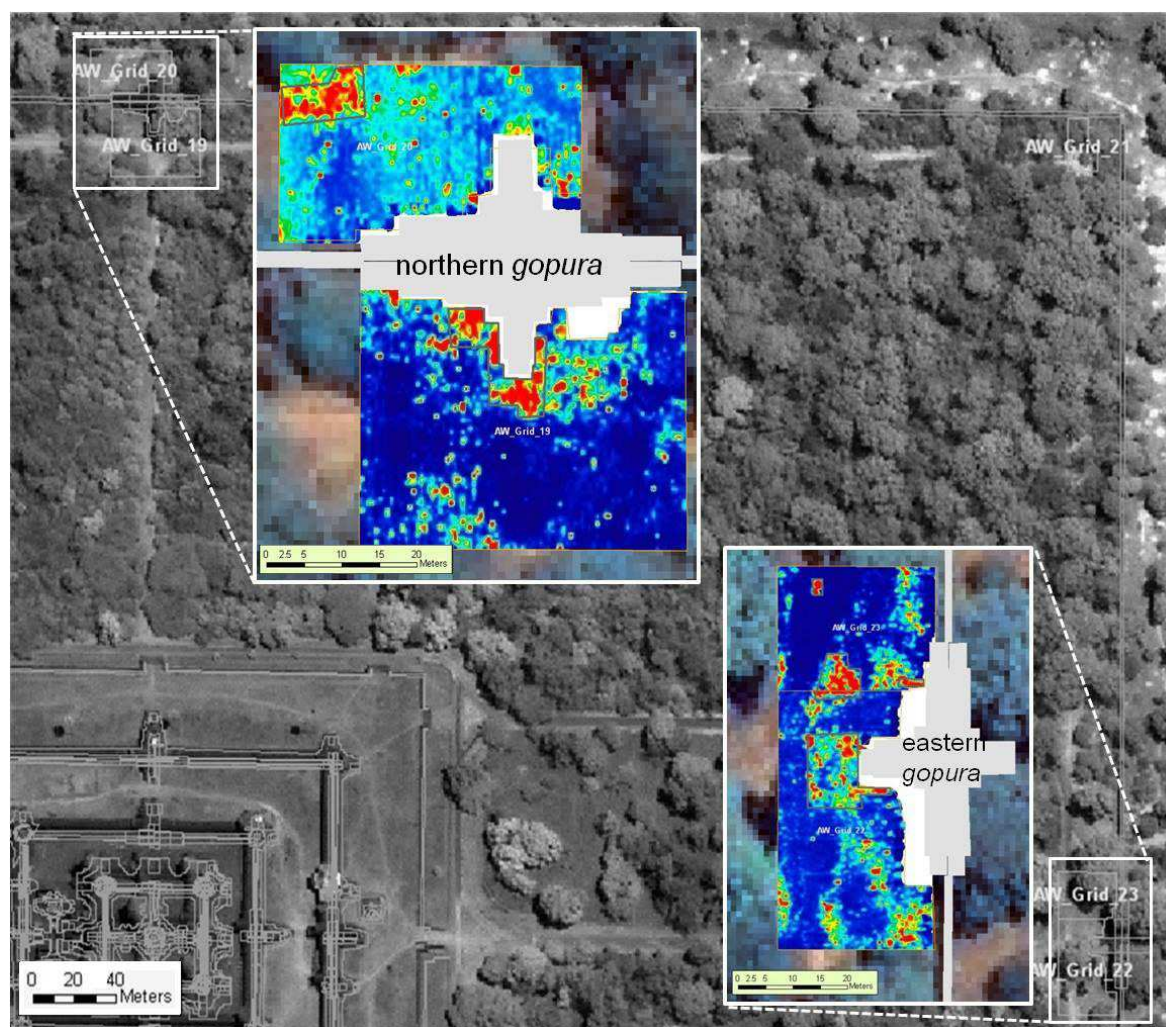 AW_Grid_20
AW_Grid_19
AW_Grid_20
northern gopura
AW_Grid_19
0 2.5 5 10 15 20
Meters
AW_Grid_21
AW_Grid_23
eastern
gopura
AW_Grid_22
0 2.5 5 10 15 20
Meters
AW_Grid_23
AW_Grid_22
0 20 40
Meters